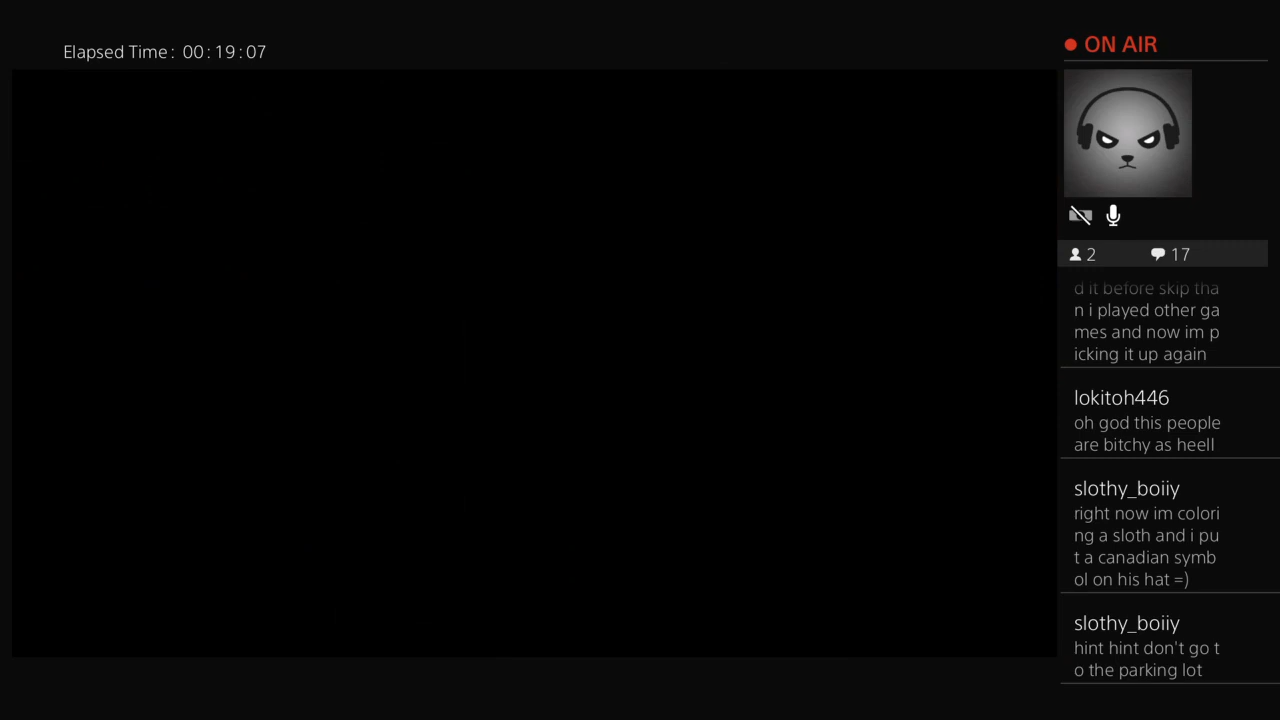 Elapsed Time: 00:19:07
ON AIR
2
17
d it before skip tha
n i played other ga
mes and now im p
icking it up again
lokitoh446
oh god this people
are bitchy as heell
slothy_boiiy
right now im colori
ng a sloth and i pu
t a canadian symb
ol on his hat =)
slothy_boiiy
hint hint don't go t
o the parking lot